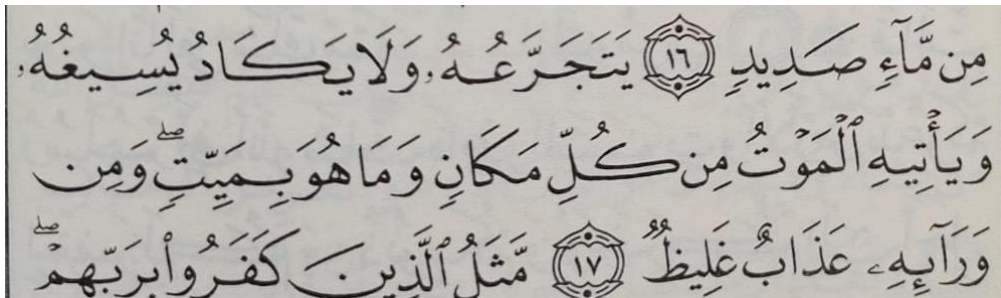 مِن مَّآءٍ صَدِيدٍ ١٦ يَتَجَرَّعُهُۥ وَلَا يَكَادُ يُسِيغُهُۥ
وَيَأْتِيهِ ٱلْمَوْتُ مِن كُلِّ مَكَانٍ وَمَا هُوَ بِمَيِّتٍۖ وَمِن
وَرَآئِهِۦ عَذَابٌ غَلِيظٌ ١٧ مَّثَلُ ٱلَّذِينَ كَفَرُوا۟ بِرَبِّهِمْۖ